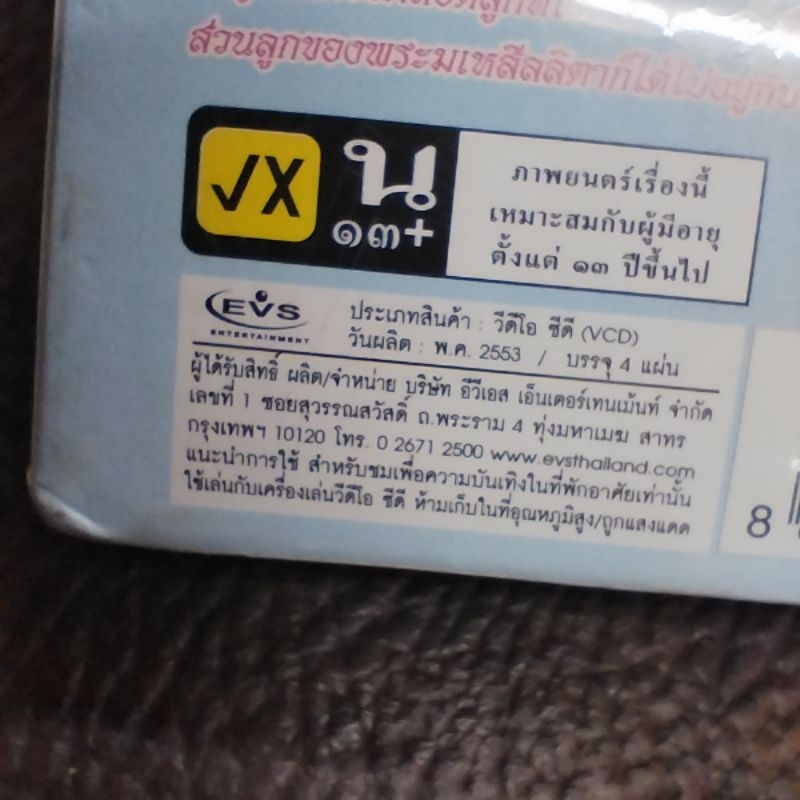 ส่วนลูกของพระมเหสีลลิตาก็ได้ไปอยู่กับ
√X น ๑๓+
ภาพยนตร์เรื่องนี้
เหมาะสมกับผู้มีอายุ
ตั้งแต่ ๑๓ ปีขึ้นไป
EVS
ENTERTAINMENT
ประเภทสินค้า : วีดีโอ ซีดี (VCD)
วันผลิต : พ.ค. 2553 / บรรจุ 4 แผ่น
ผู้ได้รับสิทธิ์ ผลิต/จำหน่าย บริษัท อีวีเอส เอ็นเตอร์เทนเม้นท์ จำกัด
เลขที่ 1 ซอยสุวรรณสวัสดิ์ ถ.พระราม 4 ทุ่งมหาเมฆ สาทร
กรุงเทพฯ 10120 โทร. 0 2671 2500 www.evsthailand.com
แนะนำการใช้ สำหรับชมเพื่อความบันเทิงในที่พักอาศัยเท่านั้น
ใช้เล่นกับเครื่องเล่นวีดีโอ ซีดี ห้ามเก็บในที่อุณหภูมิสูง/ถูกแสงแดด
8